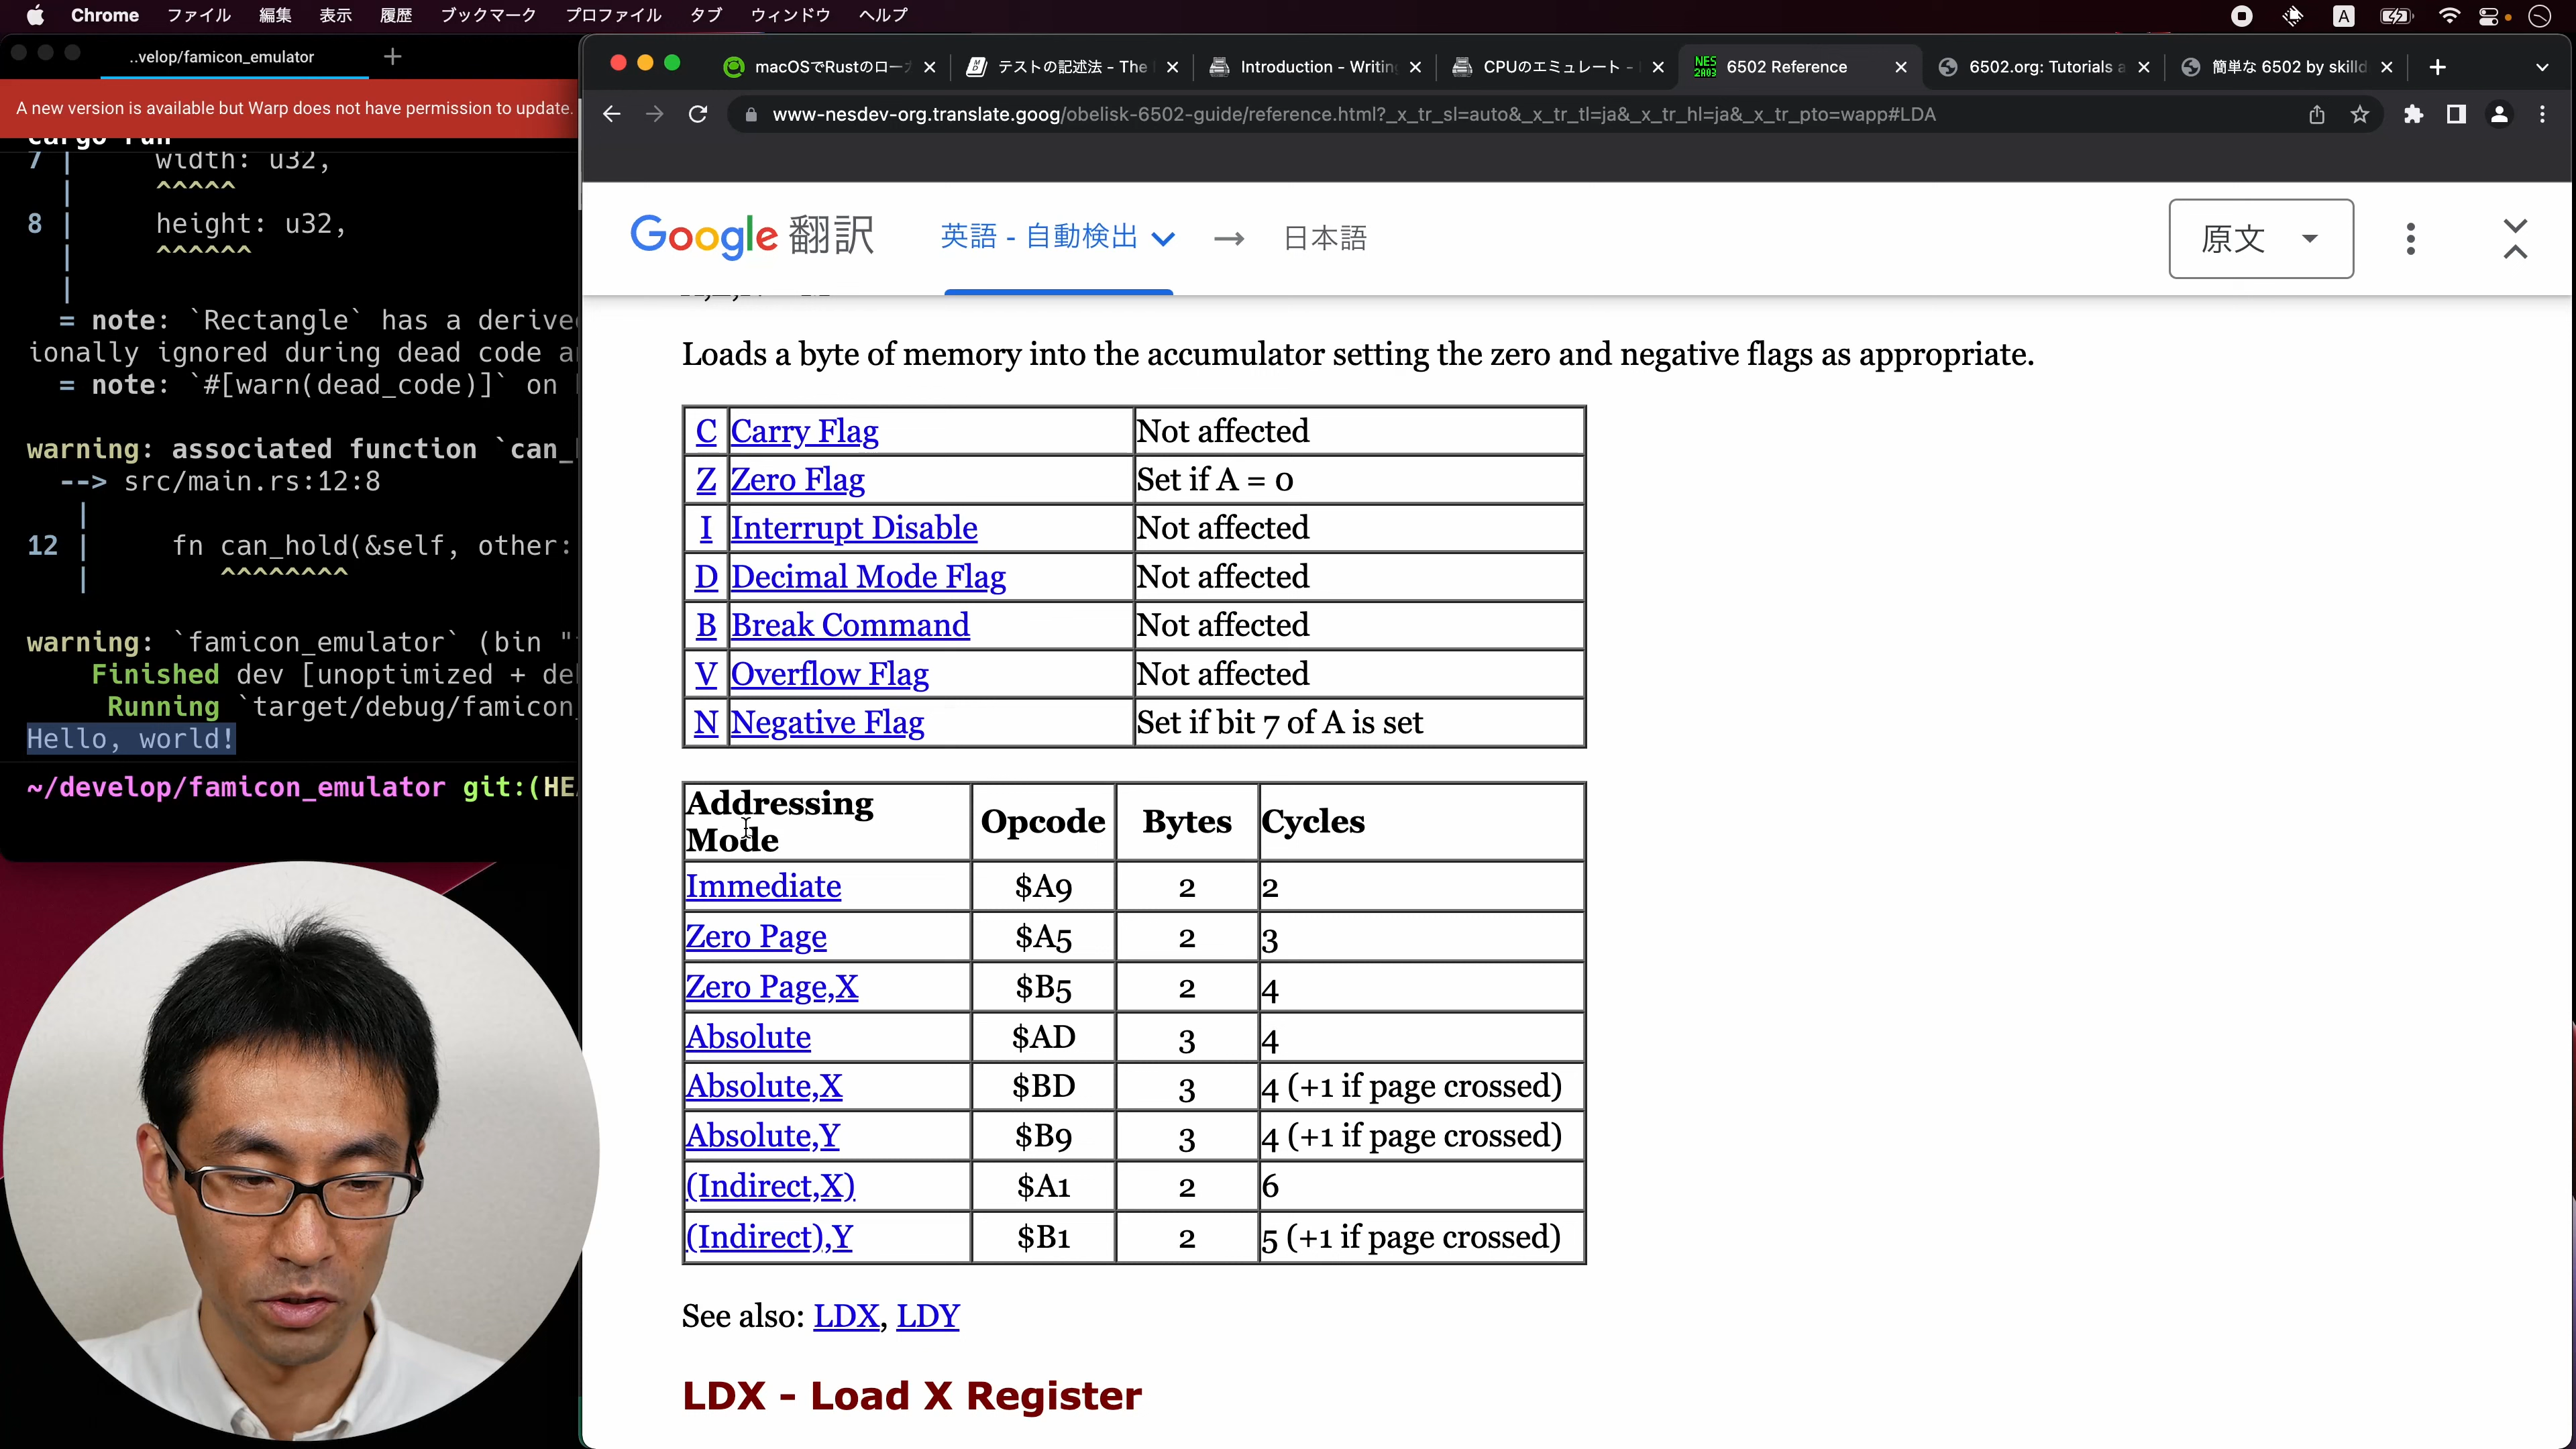 Chrome ファイル 編集 表示 履歴 ブックマーク プロファイル タブ ウィンドウ ヘルプ
A
..velop/famicon_emulator
A new version is available but Warp does not have permission to update.
cargo run
7 | width: u32,
| ^^^^^
8 | height: u32,
| ^^^^^^
|
= note: `Rectangle` has a derive
ionally ignored during dead code a
= note: `#[warn(dead_code)]` on
warning: associated function `can_
--> src/main.rs:12:8
|
12 | fn can_hold(&self, other:
| ^^^^^^^^
warning: `famicon_emulator` (bin "
Finished dev [unoptimized + de
Running `target/debug/famicon_
Hello, world!
~/develop/famicon_emulator git:(HE
macOSでRustのロー
テストの記述法 - The
Introduction - Writin
CPUのエミュレート -
NES 2A03 6502 Reference
6502.org: Tutorials a
簡単な 6502 by skilld
www-nesdev-org.translate.goog/obelisk-6502-guide/reference.html?_x_tr_sl=auto&_x_tr_tl=ja&_x_tr_hl=ja&_x_tr_pto=wapp#LDA
Google 翻訳 英語 - 自動検出 → 日本語 原文
Loads a byte of memory into the accumulator setting the zero and negative flags as appropriate.
C Carry Flag Not affected
Z Zero Flag Set if A = 0
I Interrupt Disable Not affected
D Decimal Mode Flag Not affected
B Break Command Not affected
V Overflow Flag Not affected
N Negative Flag Set if bit 7 of A is set
Addressing Mode Opcode Bytes Cycles
Immediate $A9 2 2
Zero Page $A5 2 3
Zero Page,X $B5 2 4
Absolute $AD 3 4
Absolute,X $BD 3 4 (+1 if page crossed)
Absolute,Y $B9 3 4 (+1 if page crossed)
(Indirect,X) $A1 2 6
(Indirect),Y $B1 2 5 (+1 if page crossed)
See also: LDX, LDY
LDX - Load X Register